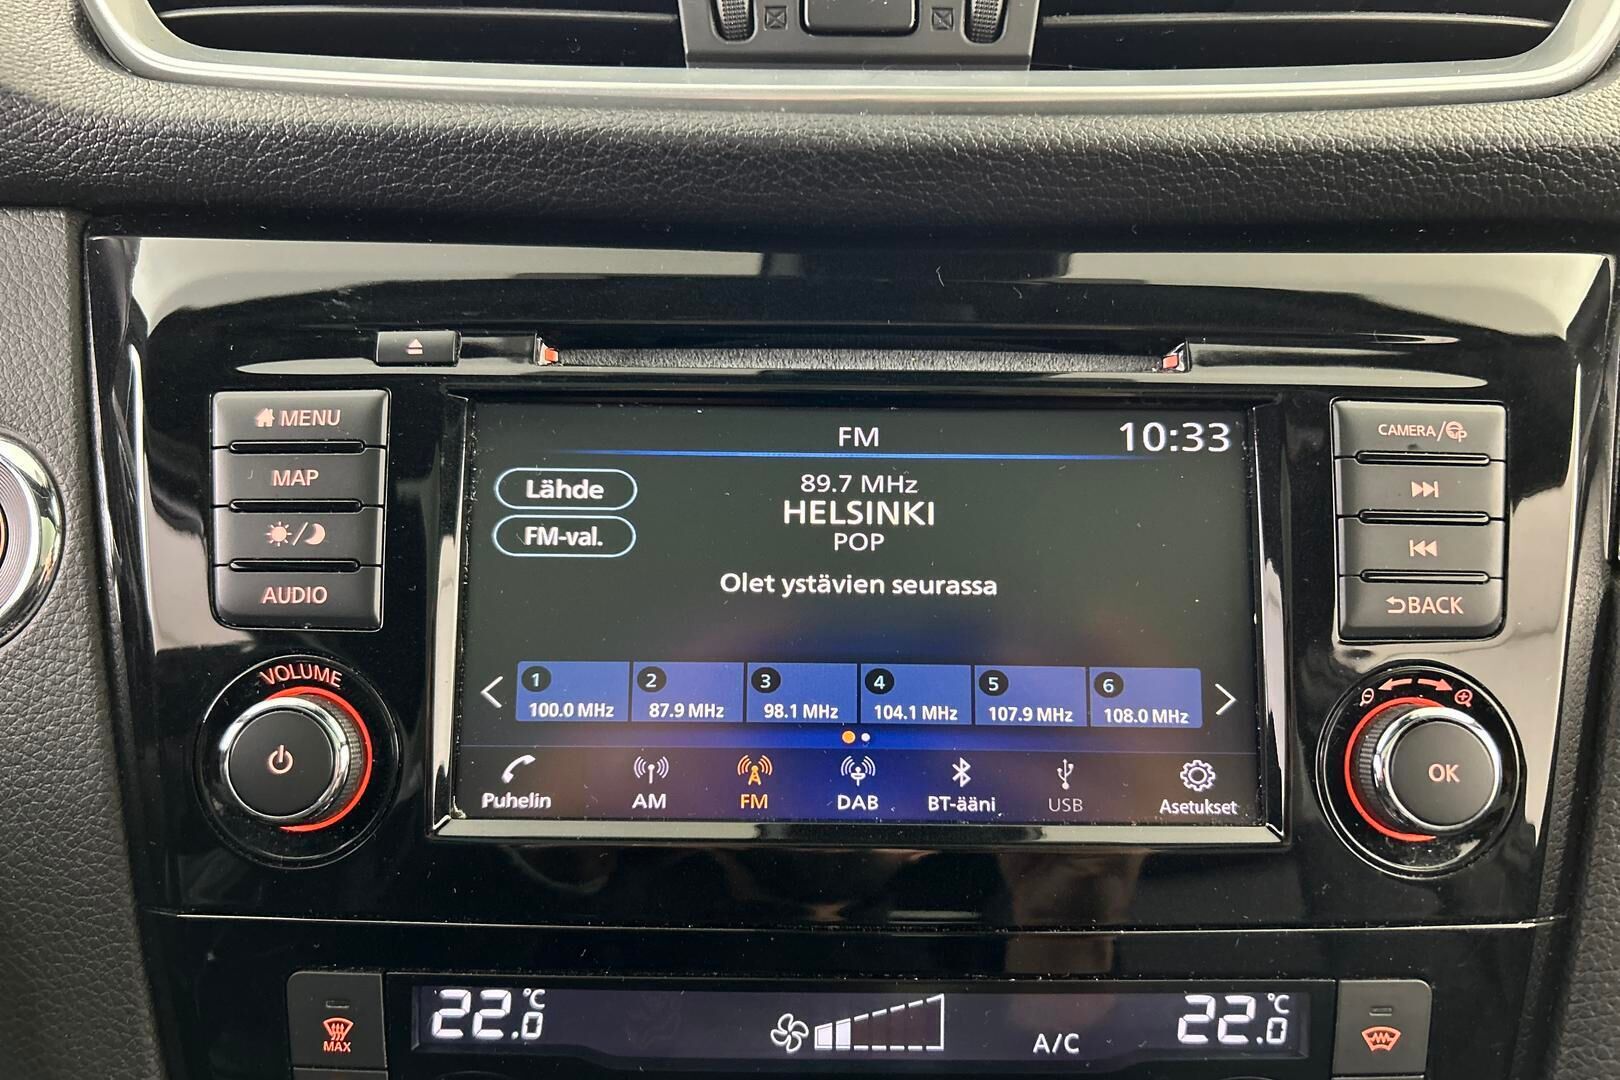 FM
10:33
MENU
MAP
AUDIO
VOLUME
Lähde
FM-val.
89.7 MHz
HELSINKI
POP
Olet ystävien seurassa
1 2 3 4 5 6
100.0 MHz 87.9 MHz 98.1 MHz 104.1 MHz 107.9 MHz 108.0 MHz
Puhelin AM FM DAB BT-ääni USB Asetukset
CAMERA/P
BACK
OK
MAX
22.0 °C
A/C
22.0 °C